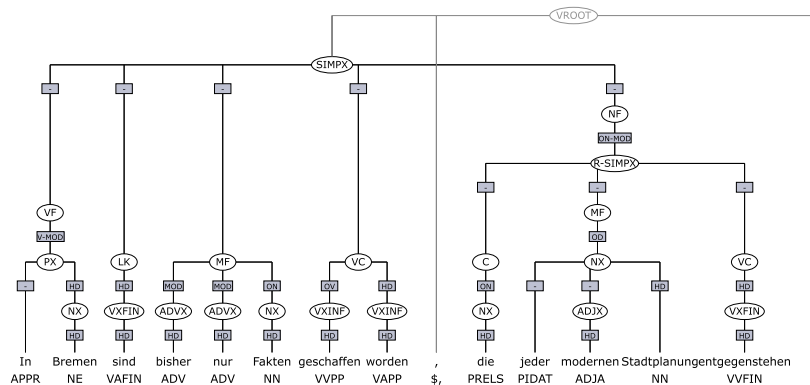 VROOT
SIMPX
- - - - -
NF
ON-MOD
R-SIMPX
- - -
VF MF
V-MOD OD
PX LK MF VC C NX VC
- HD HD MOD MOD ON OV HD ON - - HD HD
NX VXFIN ADVX ADVX NX VXINF VXINF NX ADJX VXFIN
HD HD HD HD HD HD HD HD HD HD
In Bremen sind bisher nur Fakten geschaffen worden , die jeder modernen Stadtplanung entgegenstehen
APPR NE VAFIN ADV ADV NN VVPP VAPP $, PRELS PIDAT ADJA NN VVFIN